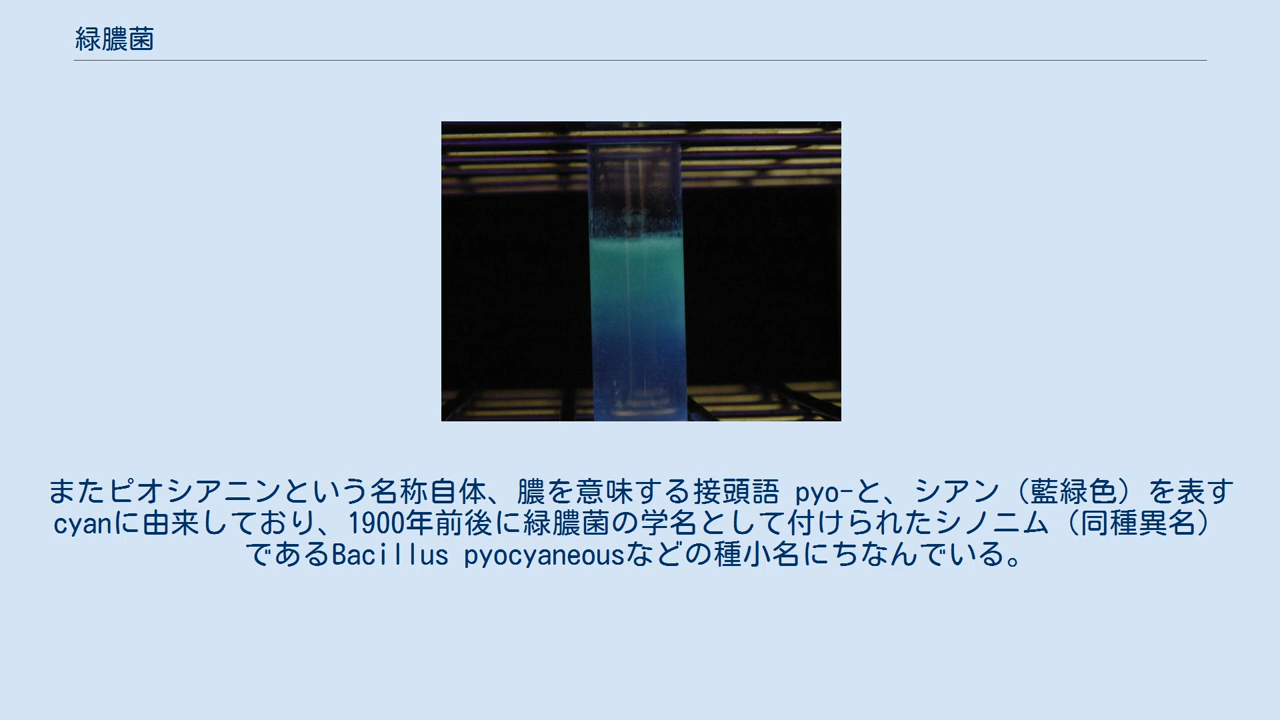 緑膿菌
またピオシアニンという名称自体、膿を意味する接頭語 pyo-と、シアン（藍緑色）を表す
cyanに由来しており、1900年前後に緑膿菌の学名として付けられたシノニム（同種異名）
であるBacillus pyocyaneousなどの種小名にちなんでいる。